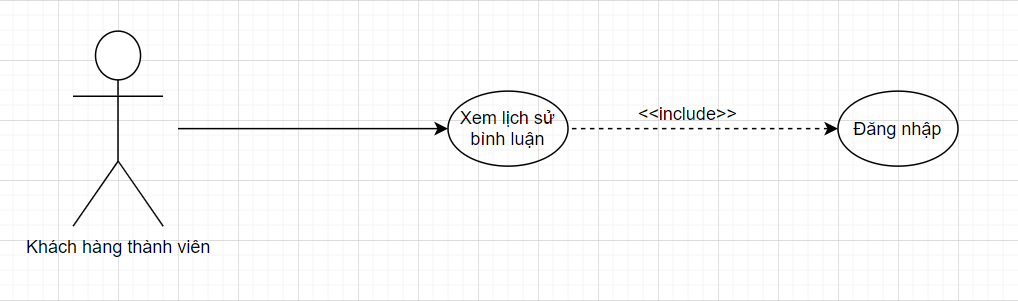 Xem lịch sử
bình luận
<<include>>
Đăng nhập
Khách hàng thành viên